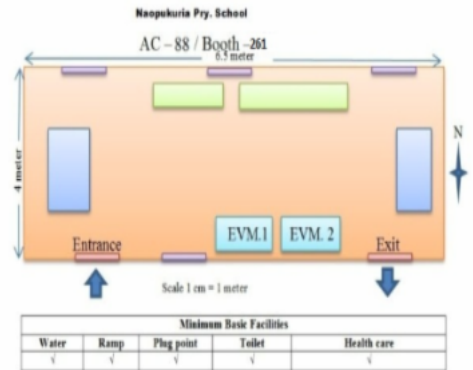 Naopukuria Pry. School
AC – 88 / Booth –261
6.5 meter
4 meter
N
EVM.1 EVM. 2
Entrance Exit
Scale 1 cm = 1 meter
Minimum Basic Facilities
Water Ramp Plug point Toilet Health care
√ √ √ √ √